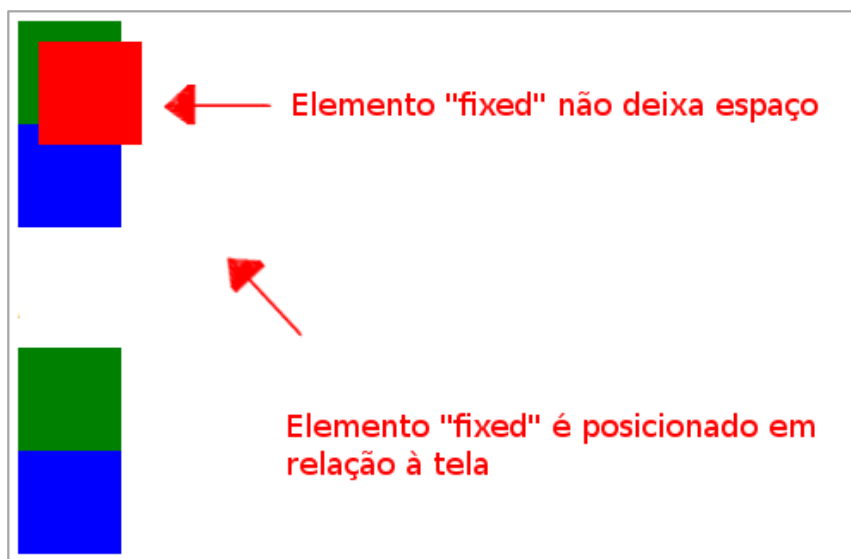 Elemento "fixed" não deixa espaço
Elemento "fixed" é posicionado em
relação à tela